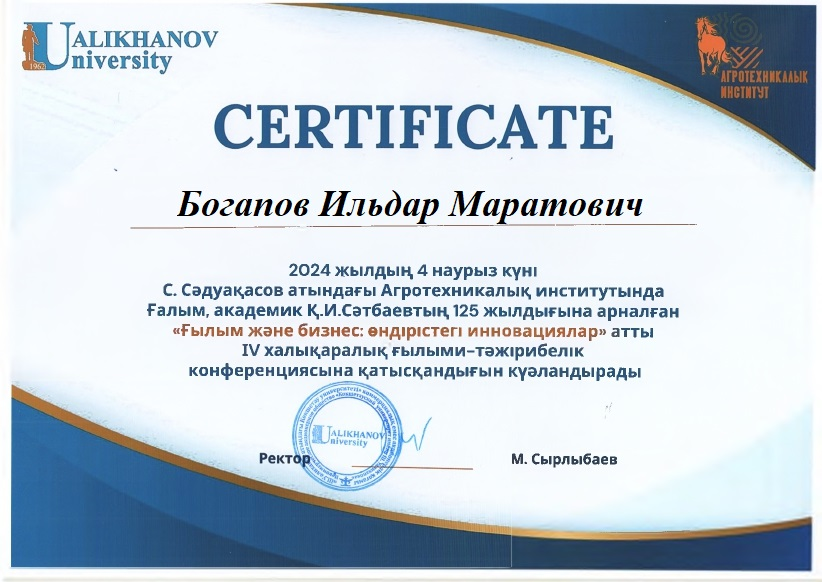 UALIKHANOV
University
1962
АГРОТЕХНИКАЛЫҚ
ИНСТИТУТ
CERTIFICATE
Богапов Ильдар Маратович
2024 жылдың 4 наурыз күні
С. Сәдуақасов атындағы Агротехникалық институтында
Ғалым, академик Қ.И.Сәтбаевтың 125 жылдығына арналған
«Ғылым және бизнес: өндірістегі инновациялар» атты
IV халықаралық ғылыми-тәжірибелік
конференциясына қатысқандығын куәландырады
UALIKHANOV
University
Ректор
М. Сырлыбаев